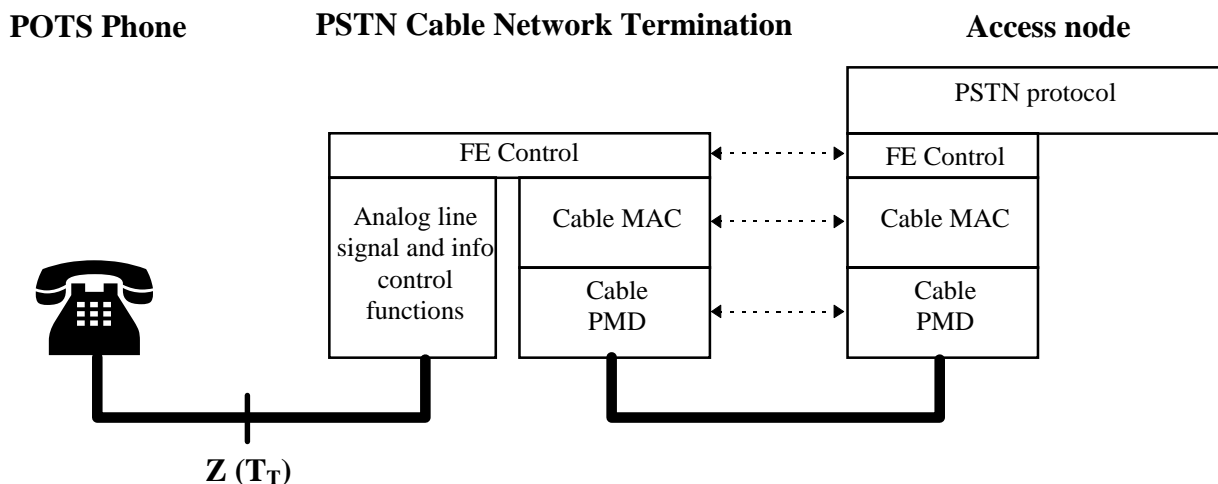 POTS Phone
PSTN Cable Network Termination
Access node
PSTN protocol
FE Control
FE Control
Analog line
signal and info
control
functions
Cable MAC
Cable MAC
Cable
PMD
Cable
PMD
Z (T_T)